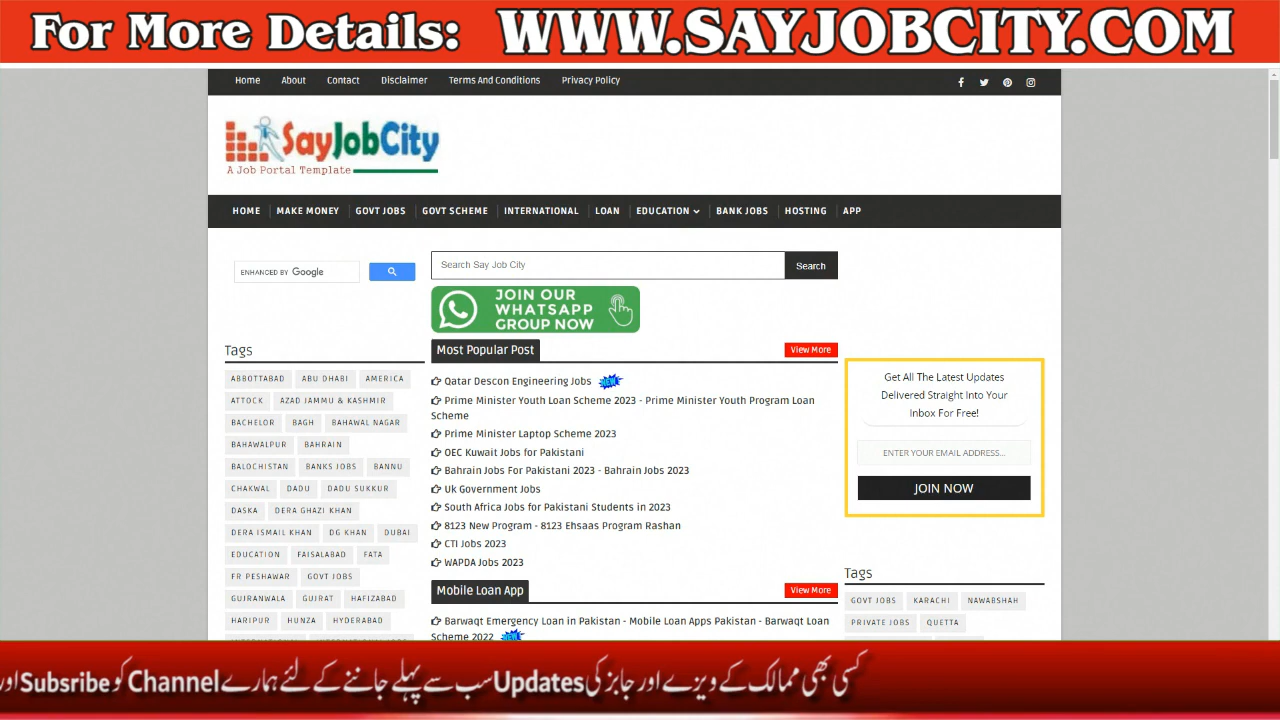 For More Details: WWW.SAYJOBCITY.COM
Home About Contact Disclaimer Terms And Conditions Privacy Policy
SayJobCity
A Job Portal Template
HOME MAKE MONEY GOVT JOBS GOVT SCHEME INTERNATIONAL LOAN EDUCATION BANK JOBS HOSTING APP
ENHANCED BY Google
Search Say Job City Search
JOIN OUR
WHATSAPP
GROUP NOW
Tags
ABBOTTABAD ABU DHABI AMERICA
ATTOCK AZAD JAMMU & KASHMIR
BACHELOR BAGH BAHAWAL NAGAR
BAHAWALPUR BAHRAIN
BALOCHISTAN BANKS JOBS BANNU
CHAKWAL DADU DADU SUKKUR
DASKA DERA GHAZI KHAN
DERA ISMAIL KHAN DG KHAN DUBAI
EDUCATION FAISALABAD FATA
FR PESHAWAR GOVT JOBS
GUJRANWALA GUJRAT HAFIZABAD
HARIPUR HUNZA HYDERABAD
Most Popular Post View More
Qatar Descon Engineering Jobs NEW!
Prime Minister Youth Loan Scheme 2023 - Prime Minister Youth Program Loan
Scheme
Prime Minister Laptop Scheme 2023
OEC Kuwait Jobs for Pakistani
Bahrain Jobs For Pakistani 2023 - Bahrain Jobs 2023
Uk Government Jobs
South Africa Jobs for Pakistani Students in 2023
8123 New Program - 8123 Ehsaas Program Rashan
CTI Jobs 2023
WAPDA Jobs 2023
Mobile Loan App View More
Barwaqt Emergency Loan in Pakistan - Mobile Loan Apps Pakistan - Barwaqt Loan
Scheme 2022 NEW!
Get All The Latest Updates
Delivered Straight Into Your
Inbox For Free!
ENTER YOUR EMAIL ADDRESS...
JOIN NOW
Tags
GOVT JOBS KARACHI NAWABSHAH
PRIVATE JOBS QUETTA
کسی بھی ممالک کے ویزے اور جابز کی Updates سب سے پہلے جاننے کے لئے ہمارے Channel کو Subsribe اور